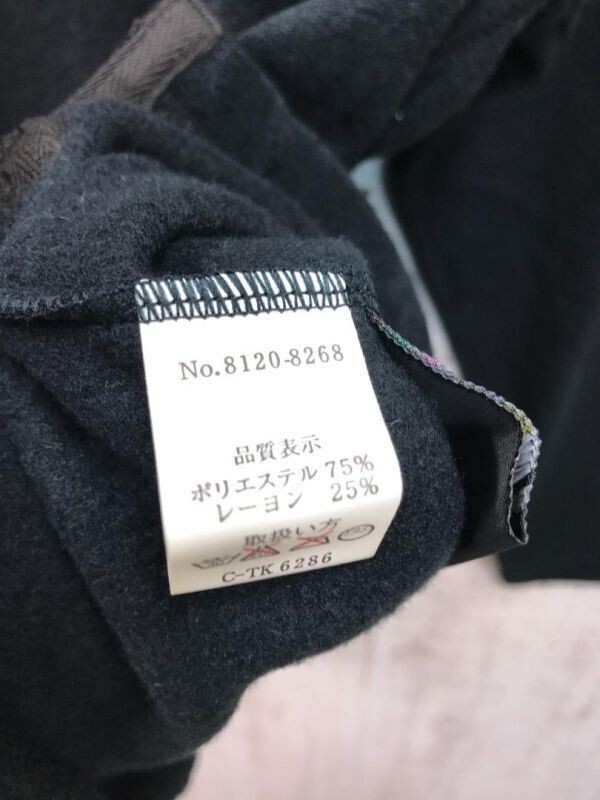 No.8120-8268
品質表示
ポリエステル 75%
レーヨン 25%
取扱い方
C-TK 6286